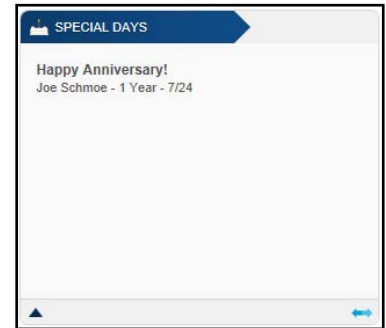 SPECIAL DAYS
Happy Anniversary!
Joe Schmoe - 1 Year - 7/24